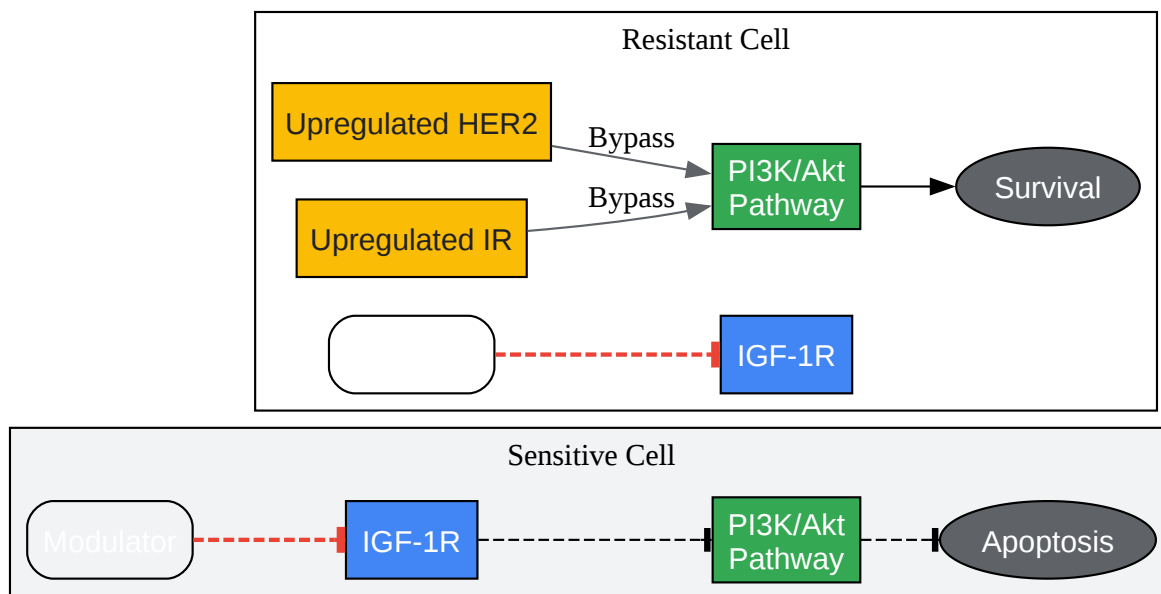 Resistant Cell
Upregulated HER2
Bypass
PI3K/Akt
Pathway
Survival
Bypass
Upregulated IR
IGF-1R
Sensitive Cell
Modulator
IGF-1R
PI3K/Akt
Pathway
Apoptosis